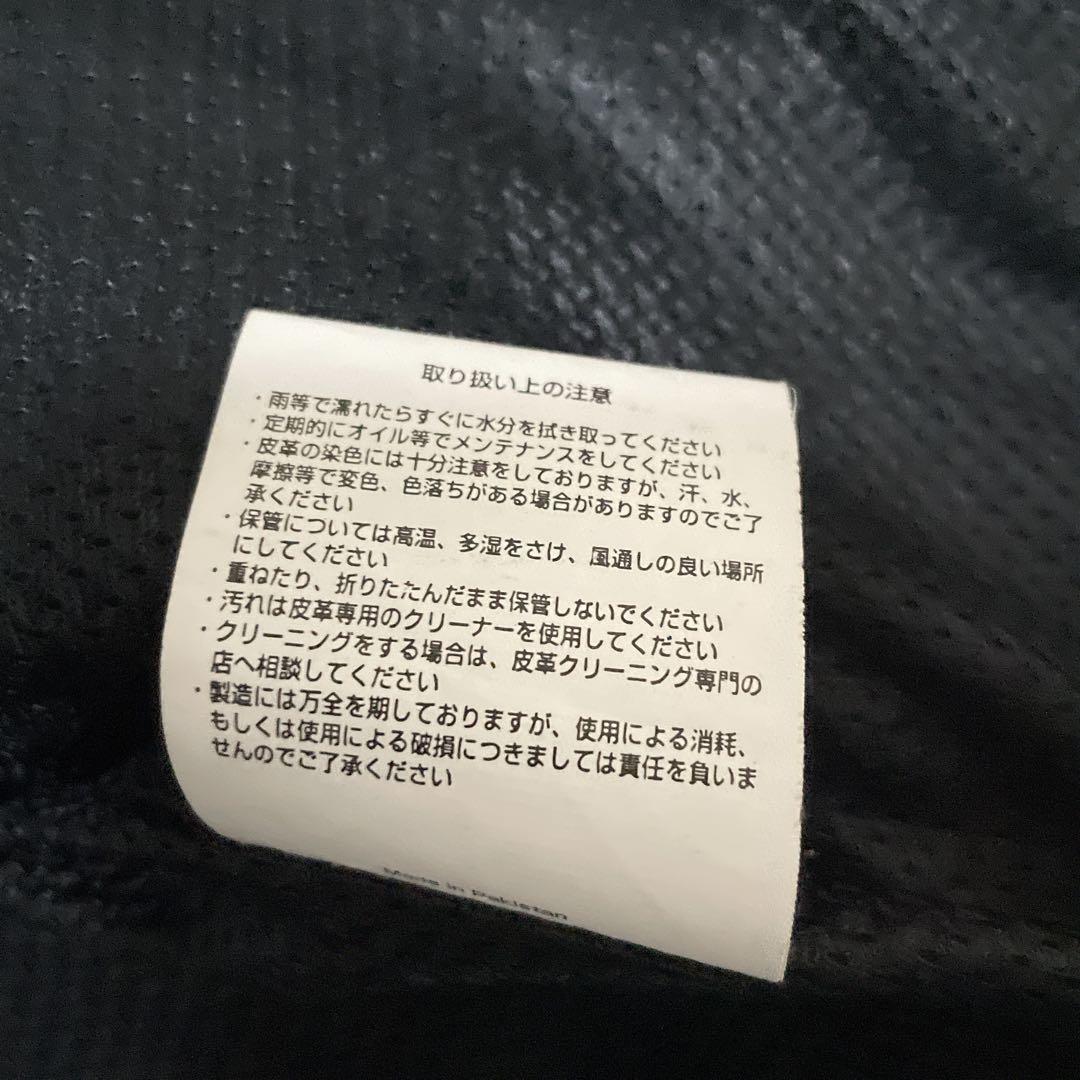 取り扱い上の注意
・雨等で濡れたらすぐに水分を拭き取ってください
・定期的にオイル等でメンテナンスをしてください
・皮革の染色には十分注意をしておりますが、汗、水、
摩擦等で変色、色落ちがある場合がありますのでご了
承ください
・保管については高温、多湿をさけ、風通しの良い場所
にしてください
・重ねたり、折りたたんだまま保管しないでください
・汚れは皮革専用のクリーナーを使用してください
・クリーニングをする場合は、皮革クリーニング専門の
店へ相談してください
・製造には万全を期しておりますが、使用による消耗、
もしくは使用による破損につきましては責任を負いま
せんのでご了承ください
Made in Pakistan